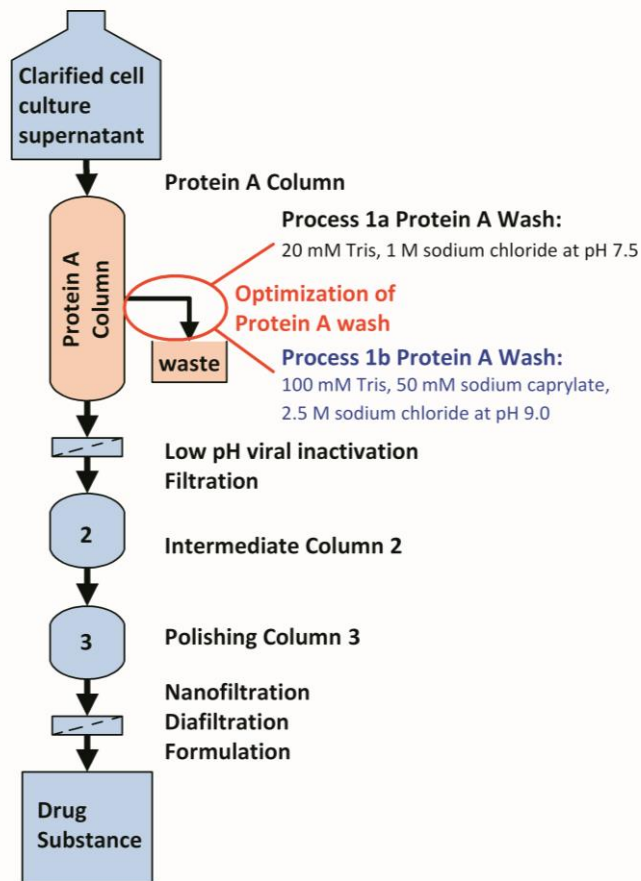 Clarified cell
culture
supernatant
Protein A Column
Protein A
Column
Process 1a Protein A Wash:
20 mM Tris, 1 M sodium chloride at pH 7.5
Optimization of
Protein A wash
waste
Process 1b Protein A Wash:
100 mM Tris, 50 mM sodium caprylate,
2.5 M sodium chloride at pH 9.0
Low pH viral inactivation
Filtration
2
Intermediate Column 2
3
Polishing Column 3
Nanofiltration
Diafiltration
Formulation
Drug
Substance